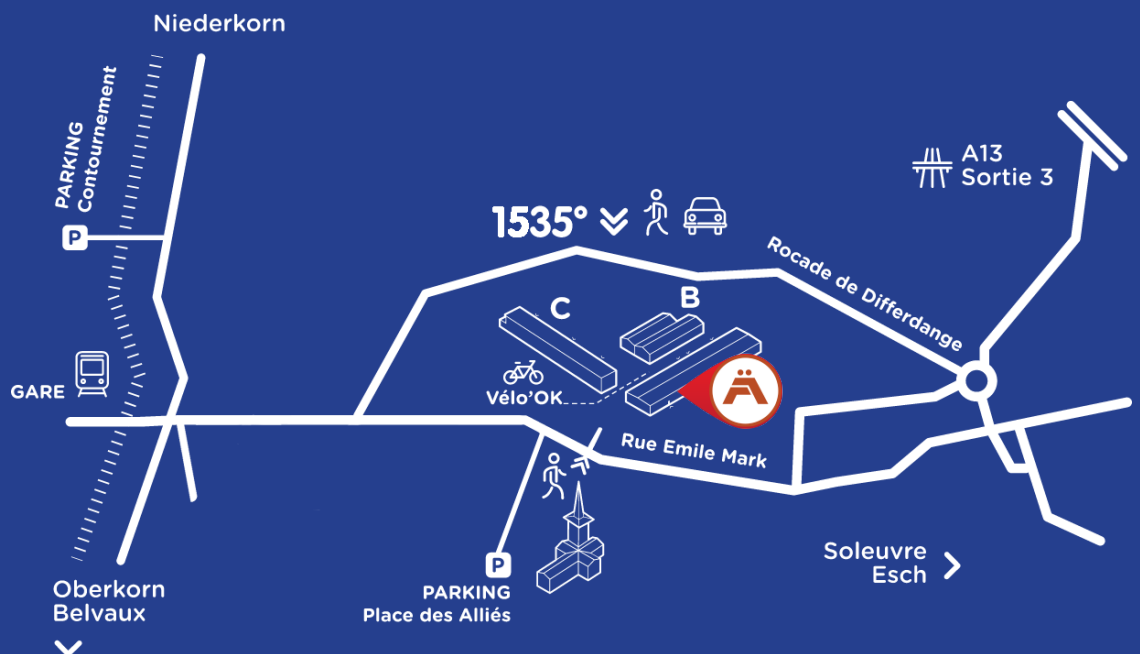 Niederkorn
PARKING
Contournement
P
A13
Sortie 3
1535°
Rocade de Differdange
C
B
GARE
Vélo'OK
Ä
Rue Emile Mark
P
PARKING
Place des Alliés
Soleuvre
Esch
Oberkorn
Belvaux